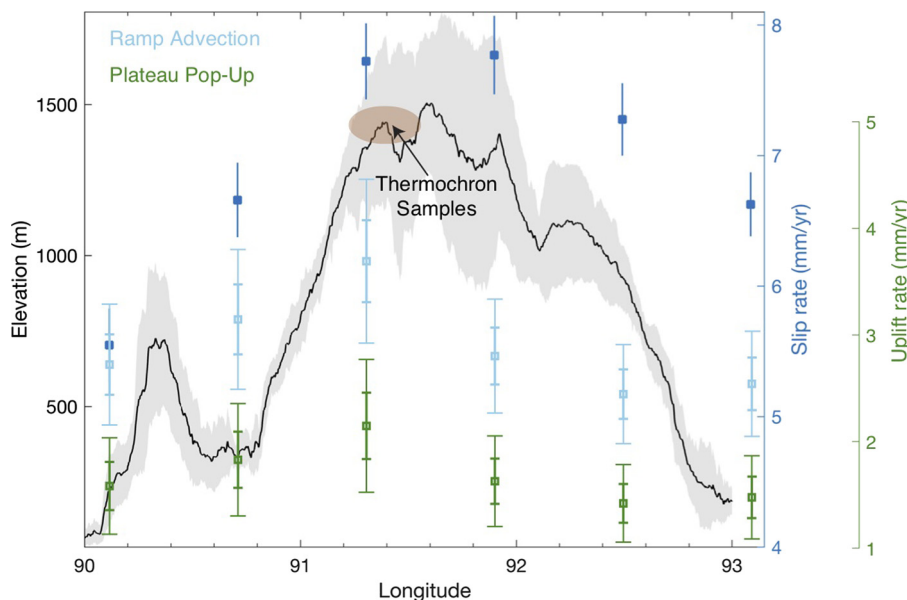 Ramp Advection
Plateau Pop-Up
Thermochron
Samples
Elevation (m)
1500
1000
500
90
91
92
93
Longitude
8
7
6
5
4
Slip rate (mm/yr)
5
4
3
2
1
Uplift rate (mm/yr)